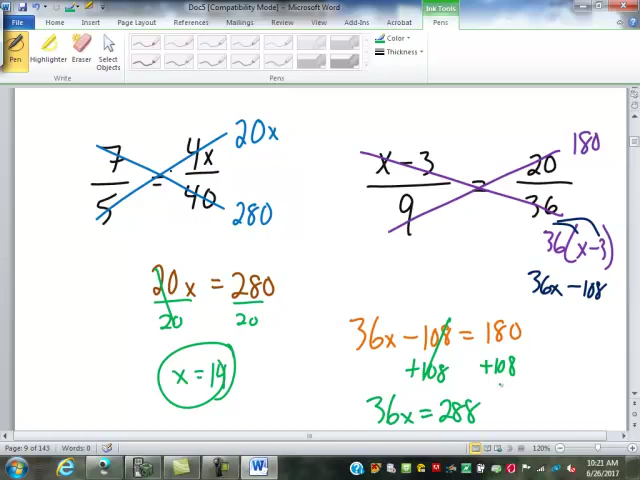 Doc5 [Compatibility Mode] - Microsoft Word
Ink Tools
File Home Insert Page Layout References Mailings Review View Add-Ins Acrobat Pens
Pen Highlighter Eraser Select Objects
Color
Thickness
Write Pens
7/5 = 4x/40
20x
280
20x = 280
20 20
x = 14
x - 3/9 = 20/36
180
36(x-3)
36x - 108
36x - 108 = 180
+108 +108
36x = 288
Page: 9 of 143 Words: 0 120%
10:21 AM
6/26/2017